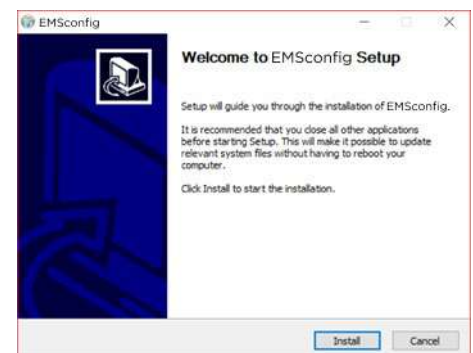 EMSconfig
Welcome to EMSconfig Setup
Setup will guide you through the installation of EMSconfig.
It is recommended that you close all other applications
before starting Setup. This will make it possible to update
relevant system files without having to reboot your
computer.
Click Install to start the installation.
Install Cancel